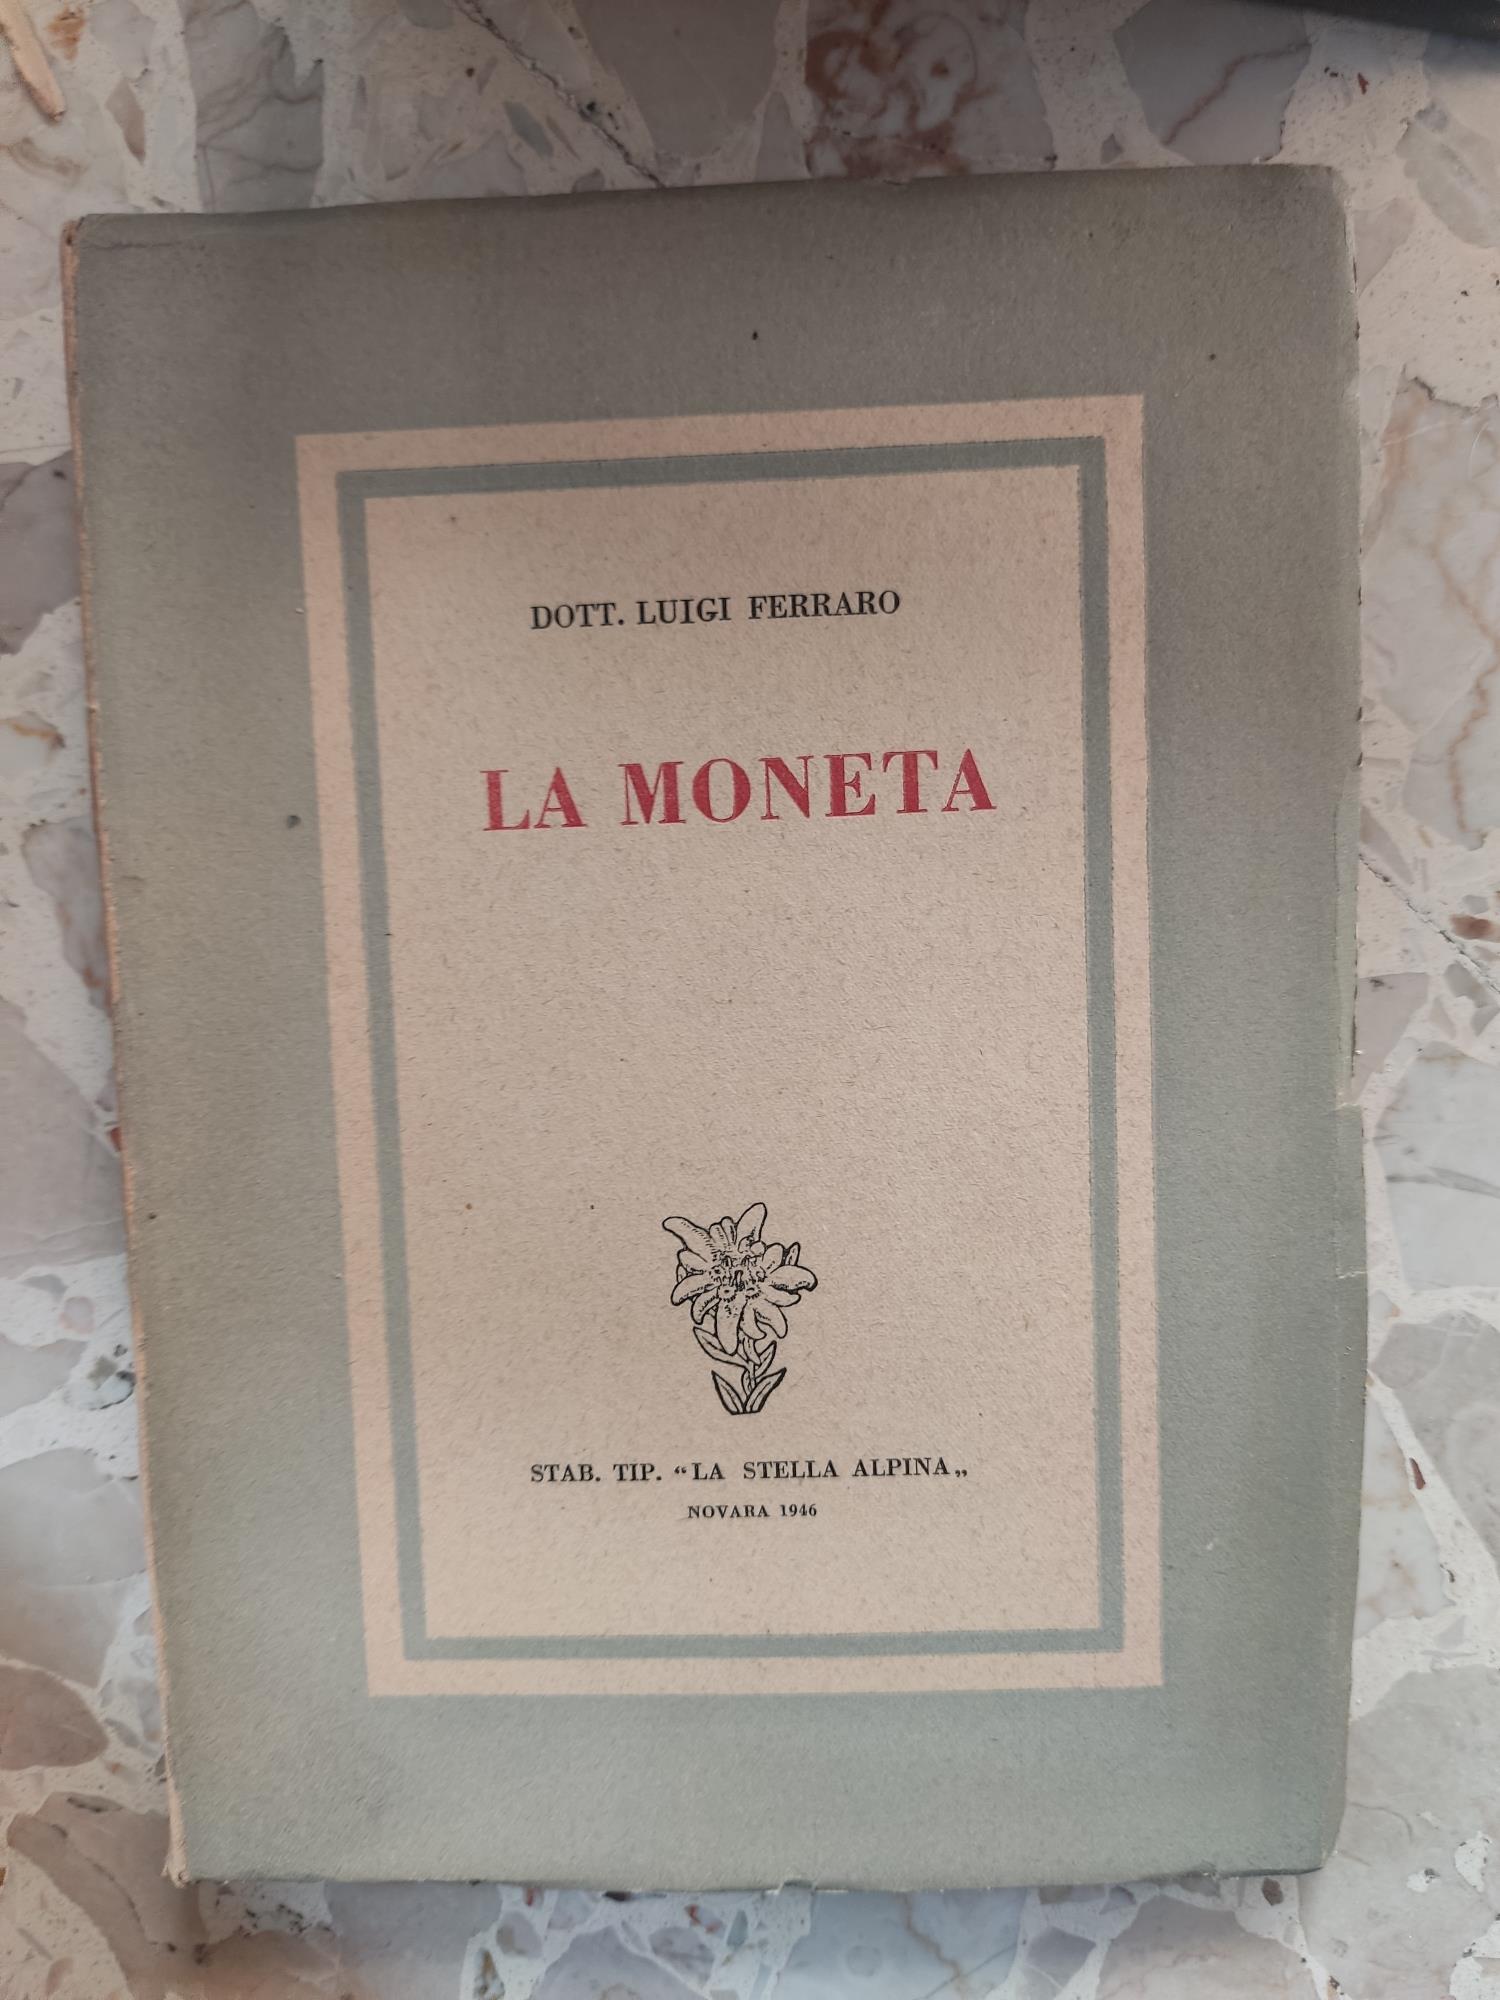 DOTT. LUIGI FERRARO
LA MONETA
STAB. TIP. “LA STELLA ALPINA„
NOVARA 1946